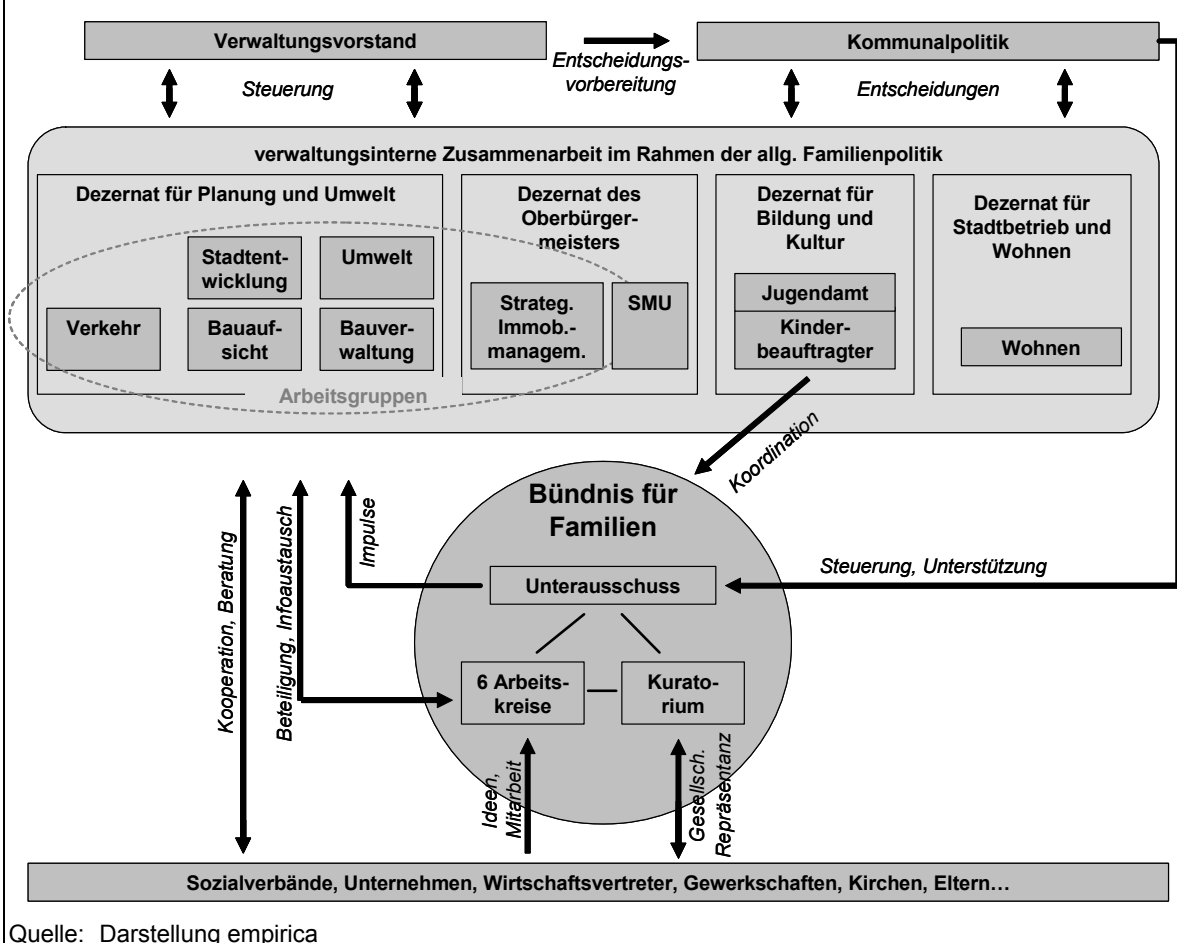 Verwaltungsvorstand
Entscheidungs-
vorbereitung
Kommunalpolitik
Steuerung
Entscheidungen
verwaltungsinterne Zusammenarbeit im Rahmen der allg. Familienpolitik
Dezernat für Planung und Umwelt
Stadtent-
wicklung
Umwelt
Verkehr
Bauauf-
sicht
Bauver-
waltung
Arbeitsgruppen
Dezernat des
Oberbürger-
meisters
Strateg.
Immob.-
managem.
SMU
Dezernat für
Bildung und
Kultur
Jugendamt
Kinder-
beauftragter
Dezernat für
Stadtbetrieb und
Wohnen
Wohnen
Koordination
Kooperation, Beratung
Beteiligung, Infoaustausch
Impulse
Bündnis für
Familien
Unterausschuss
Steuerung, Unterstützung
6 Arbeits-
kreise
Kurato-
rium
Ideen,
Mitarbeit
Gesellsch.
Repräsentanz
Sozialverbände, Unternehmen, Wirtschaftsvertreter, Gewerkschaften, Kirchen, Eltern…
Quelle: Darstellung empirica